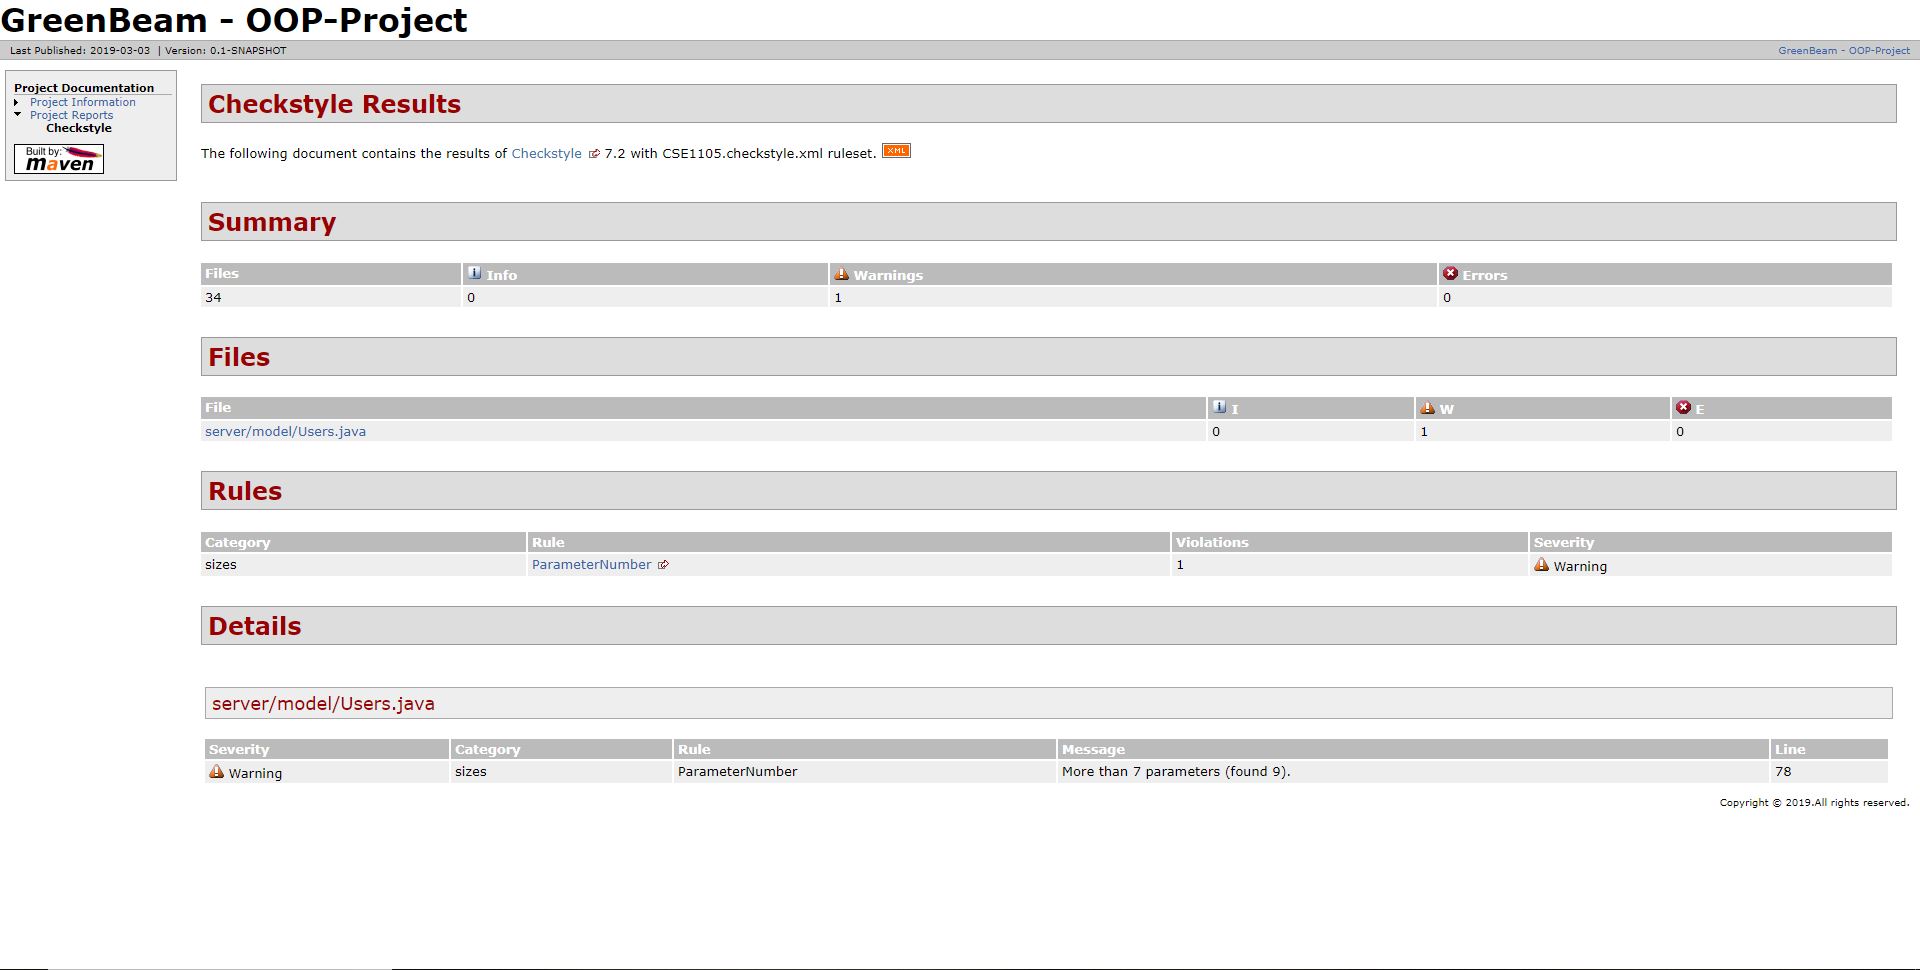 GreenBeam - OOP-Project
Last Published: 2019-03-03 | Version: 0.1-SNAPSHOT
GreenBeam - OOP-Project
Project Documentation
Project Information
Project Reports
Checkstyle
Built by:
maven
Checkstyle Results
The following document contains the results of Checkstyle 7.2 with CSE1105.checkstyle.xml ruleset. XML
Summary
Files Info Warnings Errors
34 0 1 0
Files
File I W E
server/model/Users.java 0 1 0
Rules
Category Rule Violations Severity
sizes ParameterNumber 1 Warning
Details
server/model/Users.java
Severity Category Rule Message Line
Warning sizes ParameterNumber More than 7 parameters (found 9). 78
Copyright © 2019.All rights reserved.